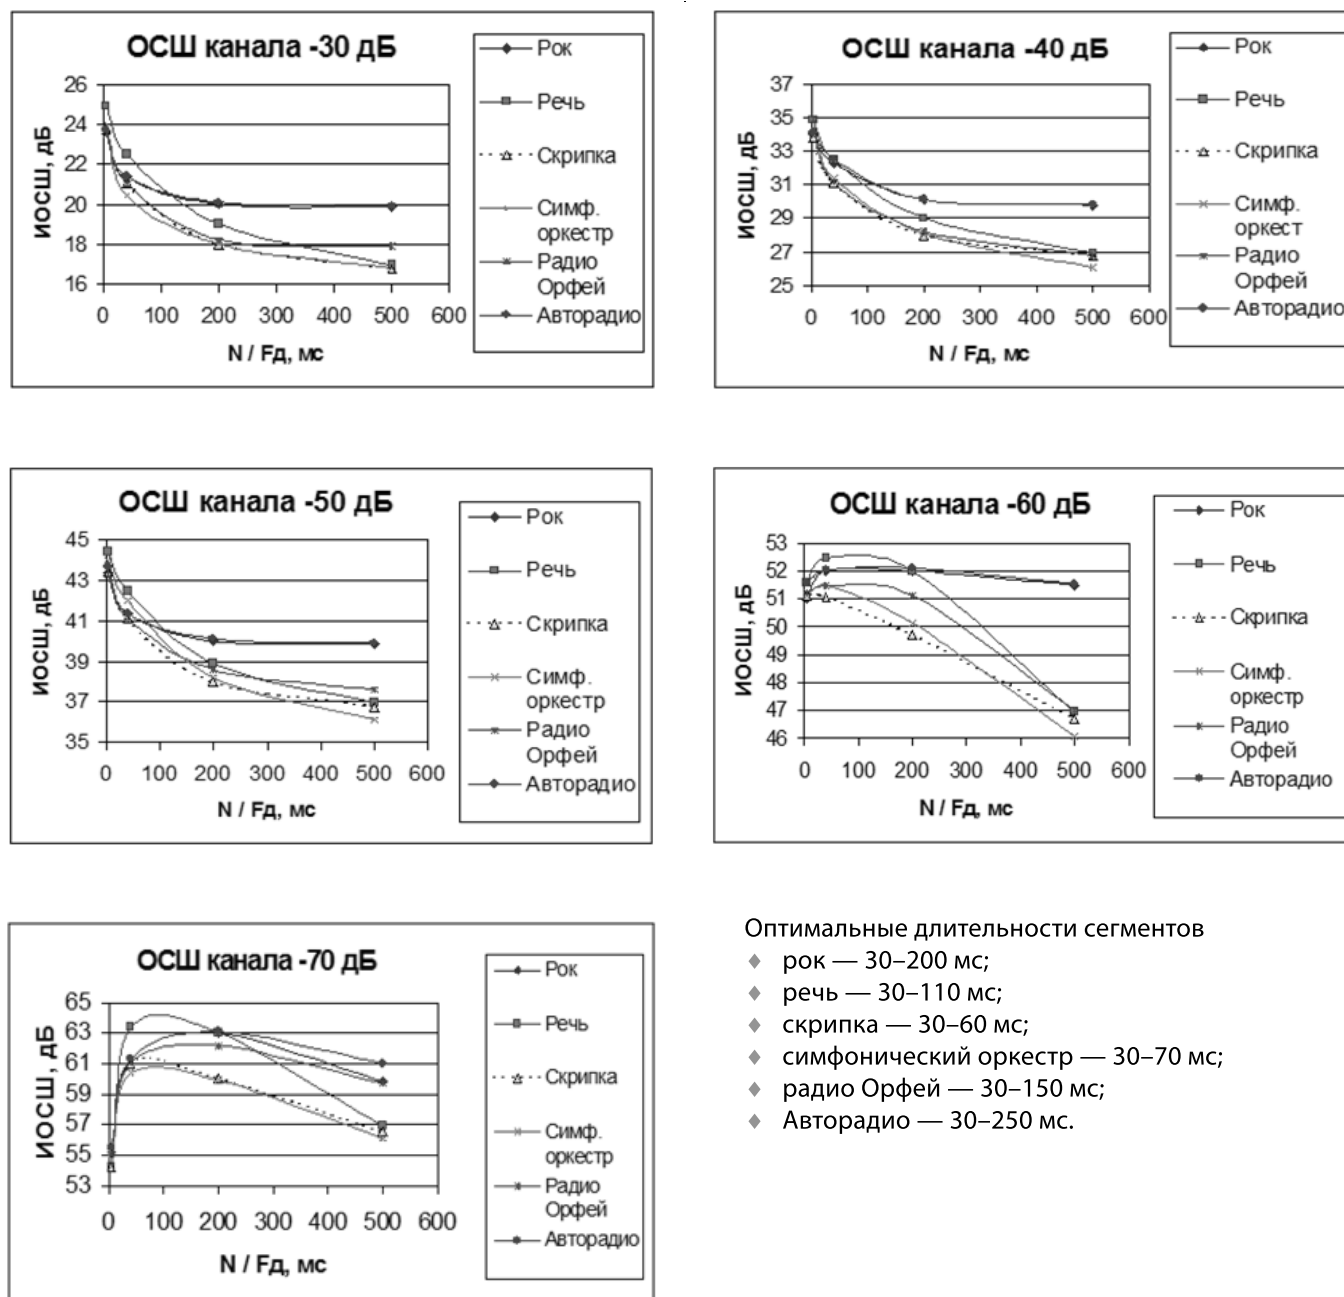 ОСШ канала -30 дБ
ИОСШ, дБ
26
24
22
20
18
16
0 100 200 300 400 500 600
N / Fд, мс
Рок
Речь
Скрипка
Симф.
оркестр
Радио
Орфей
Авторадио
ОСШ канала -40 дБ
ИОСШ, дБ
37
35
33
31
29
27
25
0 100 200 300 400 500 600
N / Fд, мс
Рок
Речь
Скрипка
Симф.
оркест
Радио
Орфей
Авторадио
ОСШ канала -50 дБ
ИОСШ, дБ
45
43
41
39
37
35
0 100 200 300 400 500 600
N / Fд, мс
Рок
Речь
Скрипка
Симф.
оркестр
Радио
Орфей
Авторадио
ОСШ канала -60 дБ
ИОСШ, дБ
53
52
51
50
49
48
47
46
0 100 200 300 400 500 600
N / Fд, мс
Рок
Речь
Скрипка
Симф.
оркестр
Радио
Орфей
Авторадио
ОСШ канала -70 дБ
ИОСШ, дБ
65
63
61
59
57
55
53
0 100 200 300 400 500 600
N / Fд, мс
Рок
Речь
Скрипка
Симф.
оркестр
Радио
Орфей
Авторадио
Оптимальные длительности сегментов
♦ рок — 30–200 мс;
♦ речь — 30–110 мс;
♦ скрипка — 30–60 мс;
♦ симфонический оркестр — 30–70 мс;
♦ радио Орфей — 30–150 мс;
♦ Авторадио — 30–250 мс.